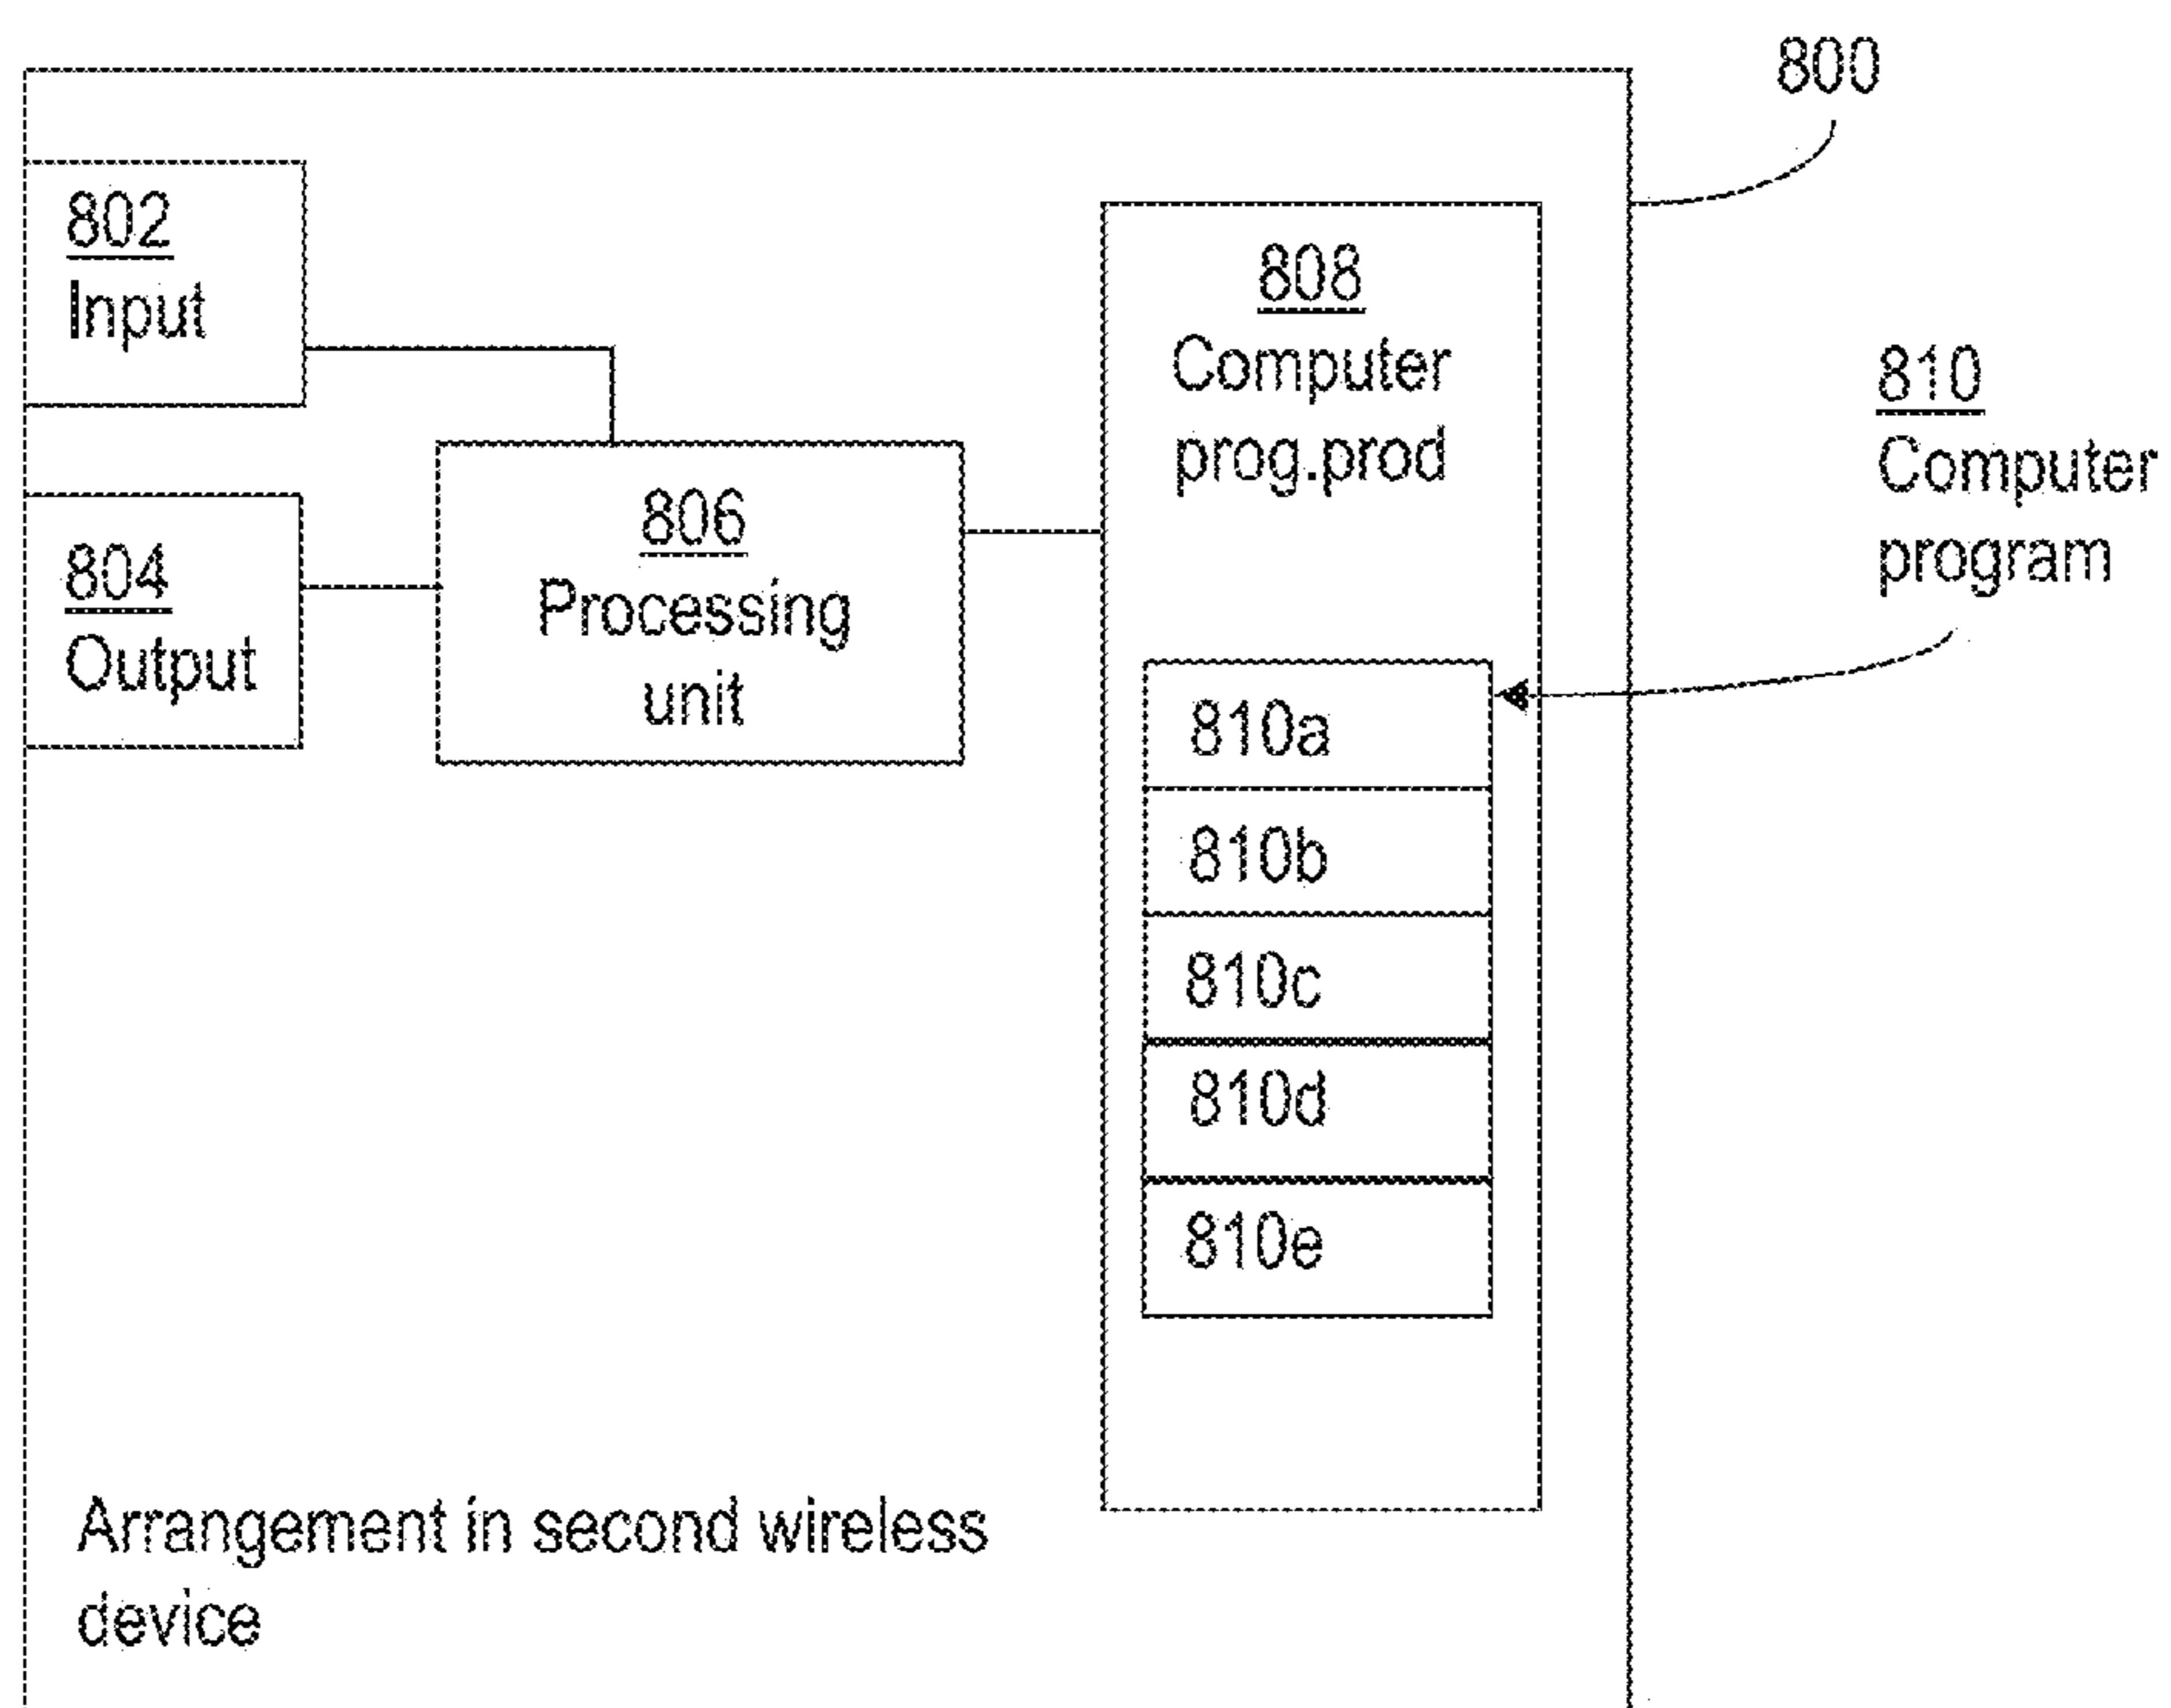 800
802
Input
804
Output
806
Processing
unit
808
Computer
prog.prod
810
Computer
program
810a
810b
810c
810d
810e
Arrangement in second wireless
device